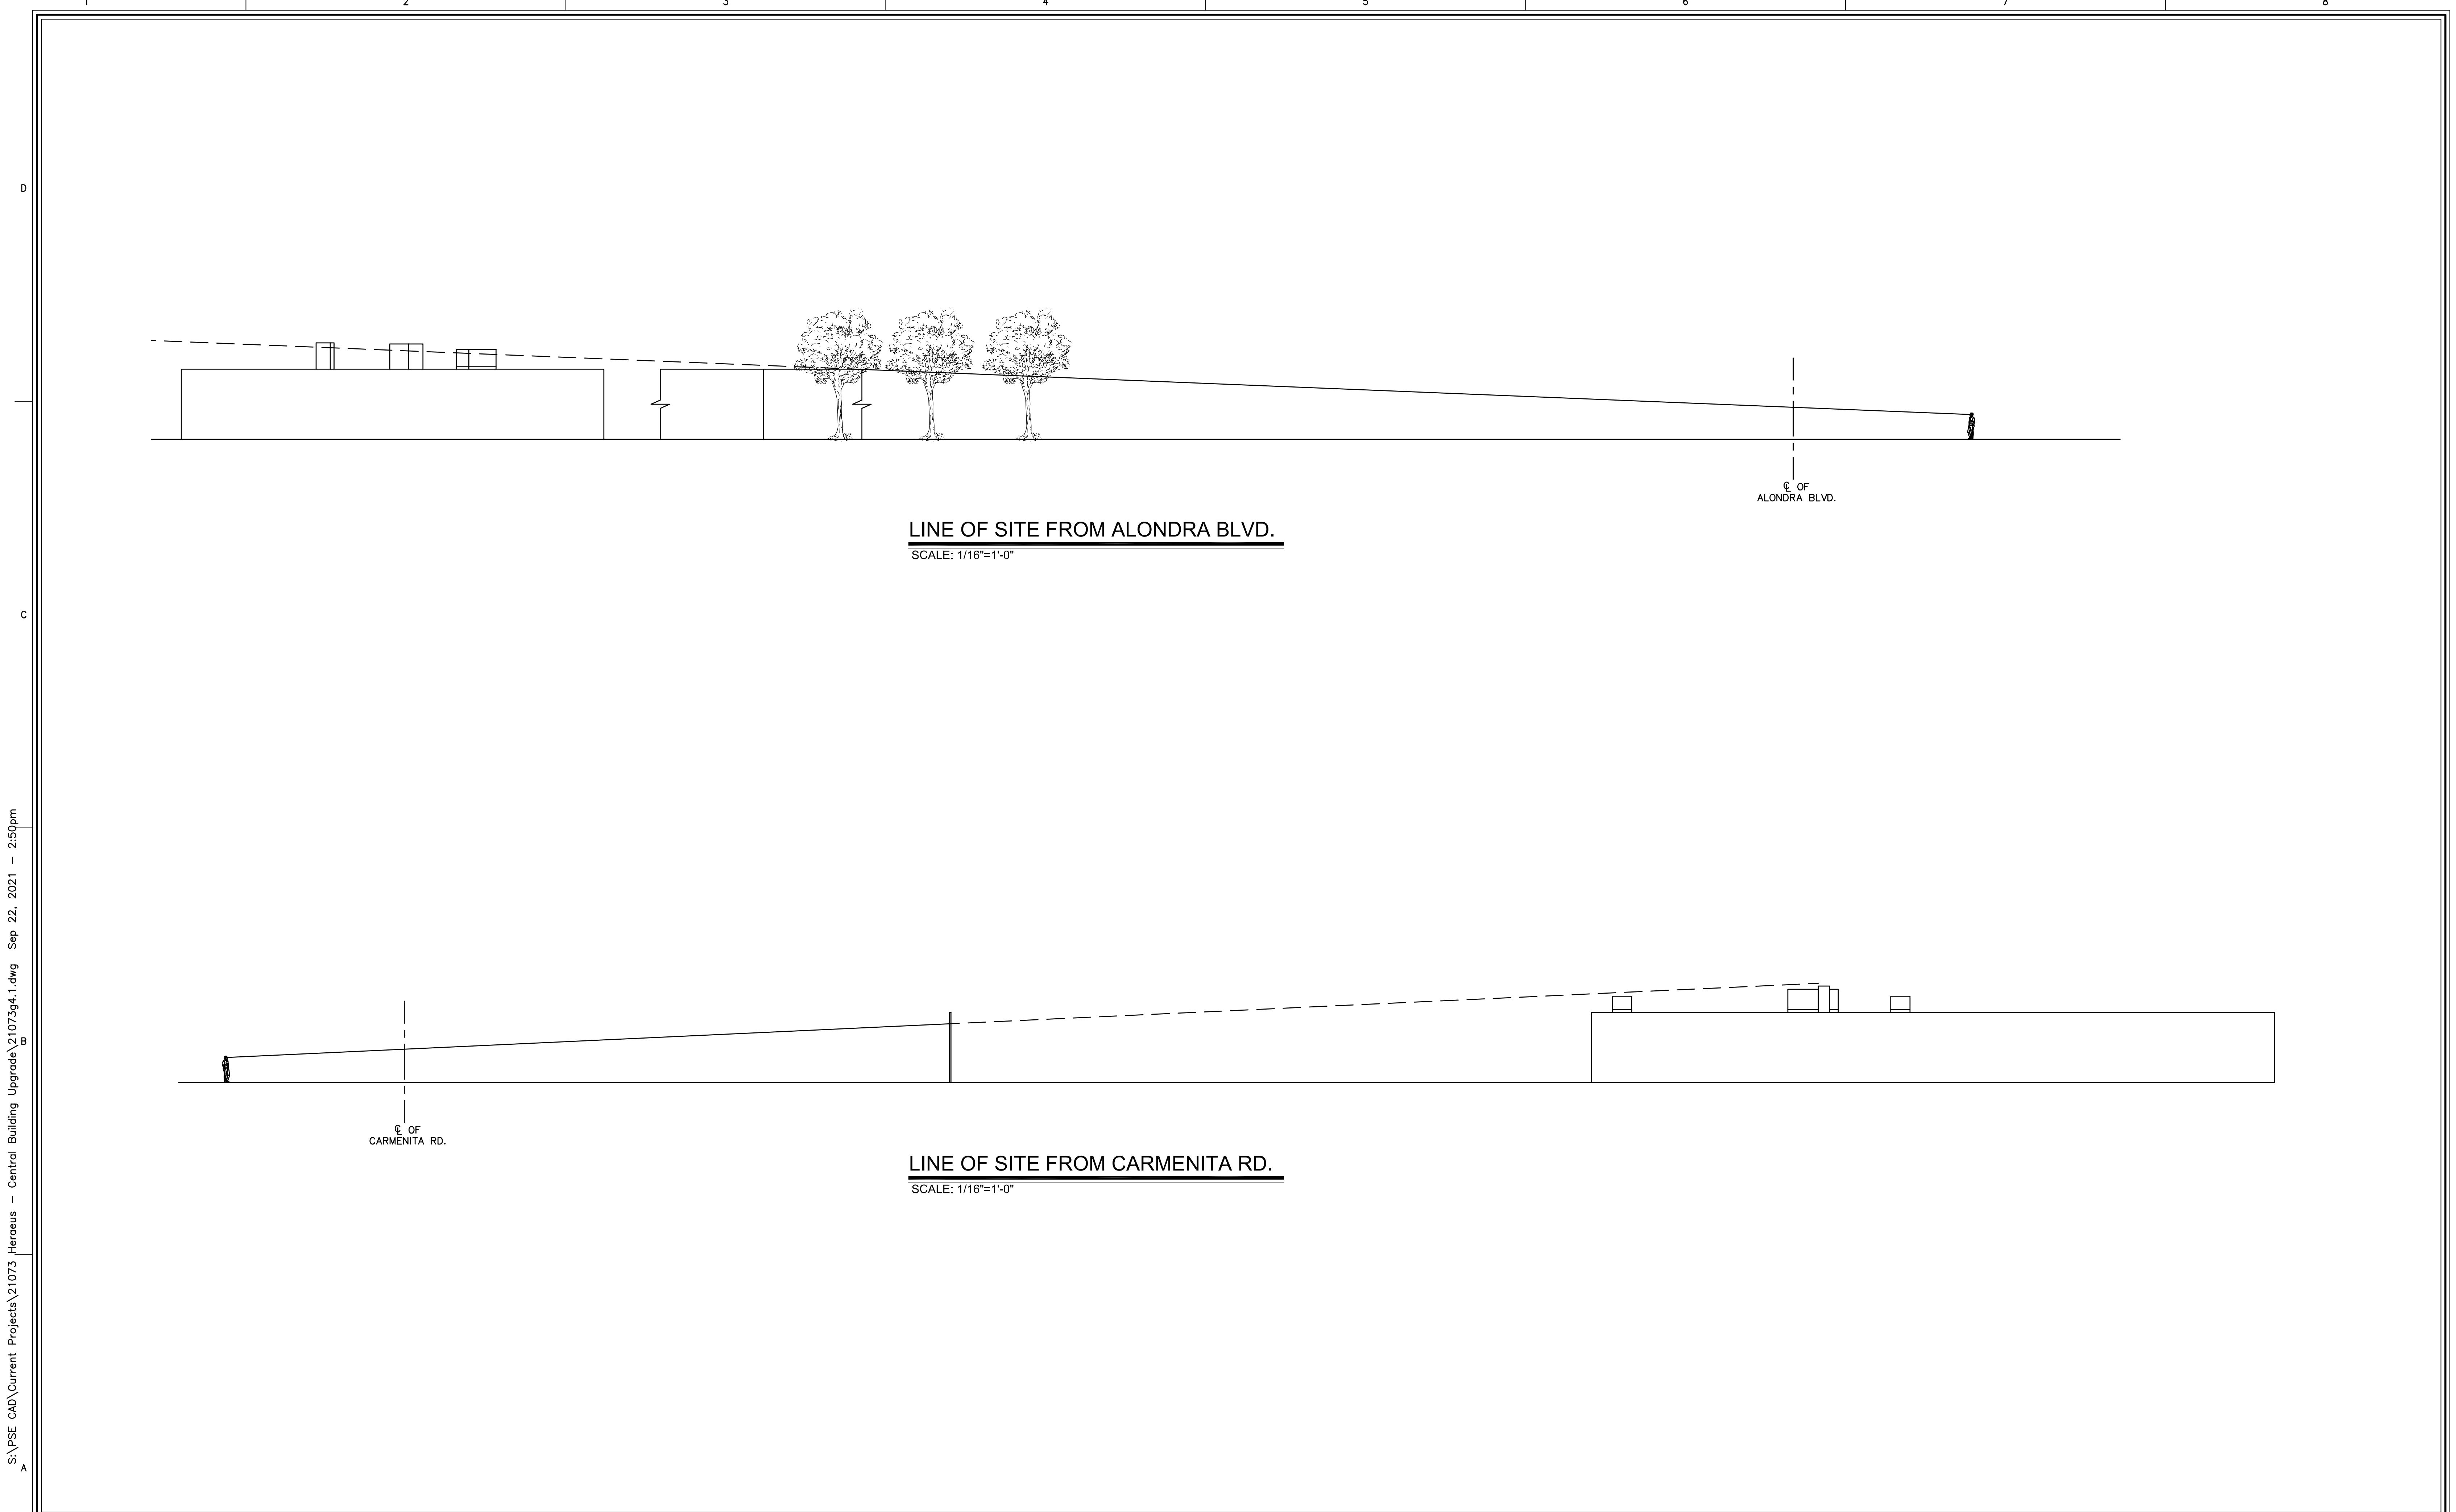 1 2 3 4 5 6 7 8
D
℄ OF
ALONDRA BLVD.
LINE OF SITE FROM ALONDRA BLVD.
SCALE: 1/16"=1'-0"
C
B
℄ OF
CARMENITA RD.
LINE OF SITE FROM CARMENITA RD.
SCALE: 1/16"=1'-0"
A
S:\PSE CAD\Current Projects\21073 Heraeus - Central Building Upgrade\21073g4.1.dwg Sep 22, 2021 - 2:50pm